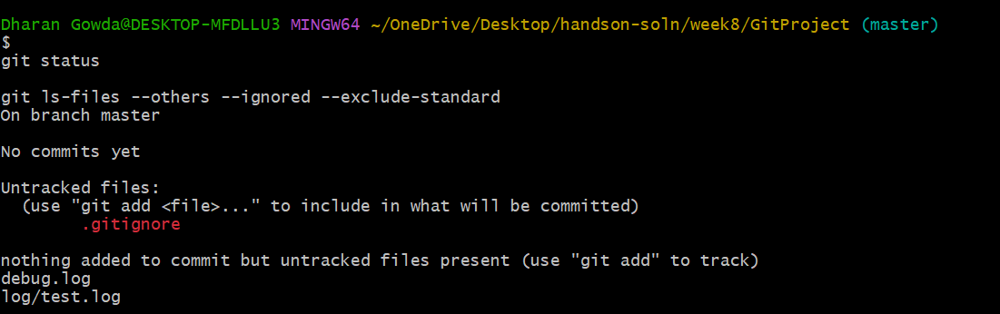 Dharan Gowda@DESKTOP-MFDLLU3 MINGW64 ~/OneDrive/Desktop/handson-soln/week8/GitProject (master)
$
git status
git ls-files --others --ignored --exclude-standard
On branch master
No commits yet
Untracked files:
(use "git add <file>..." to include in what will be committed)
.gitignore
nothing added to commit but untracked files present (use "git add" to track)
debug.log
log/test.log